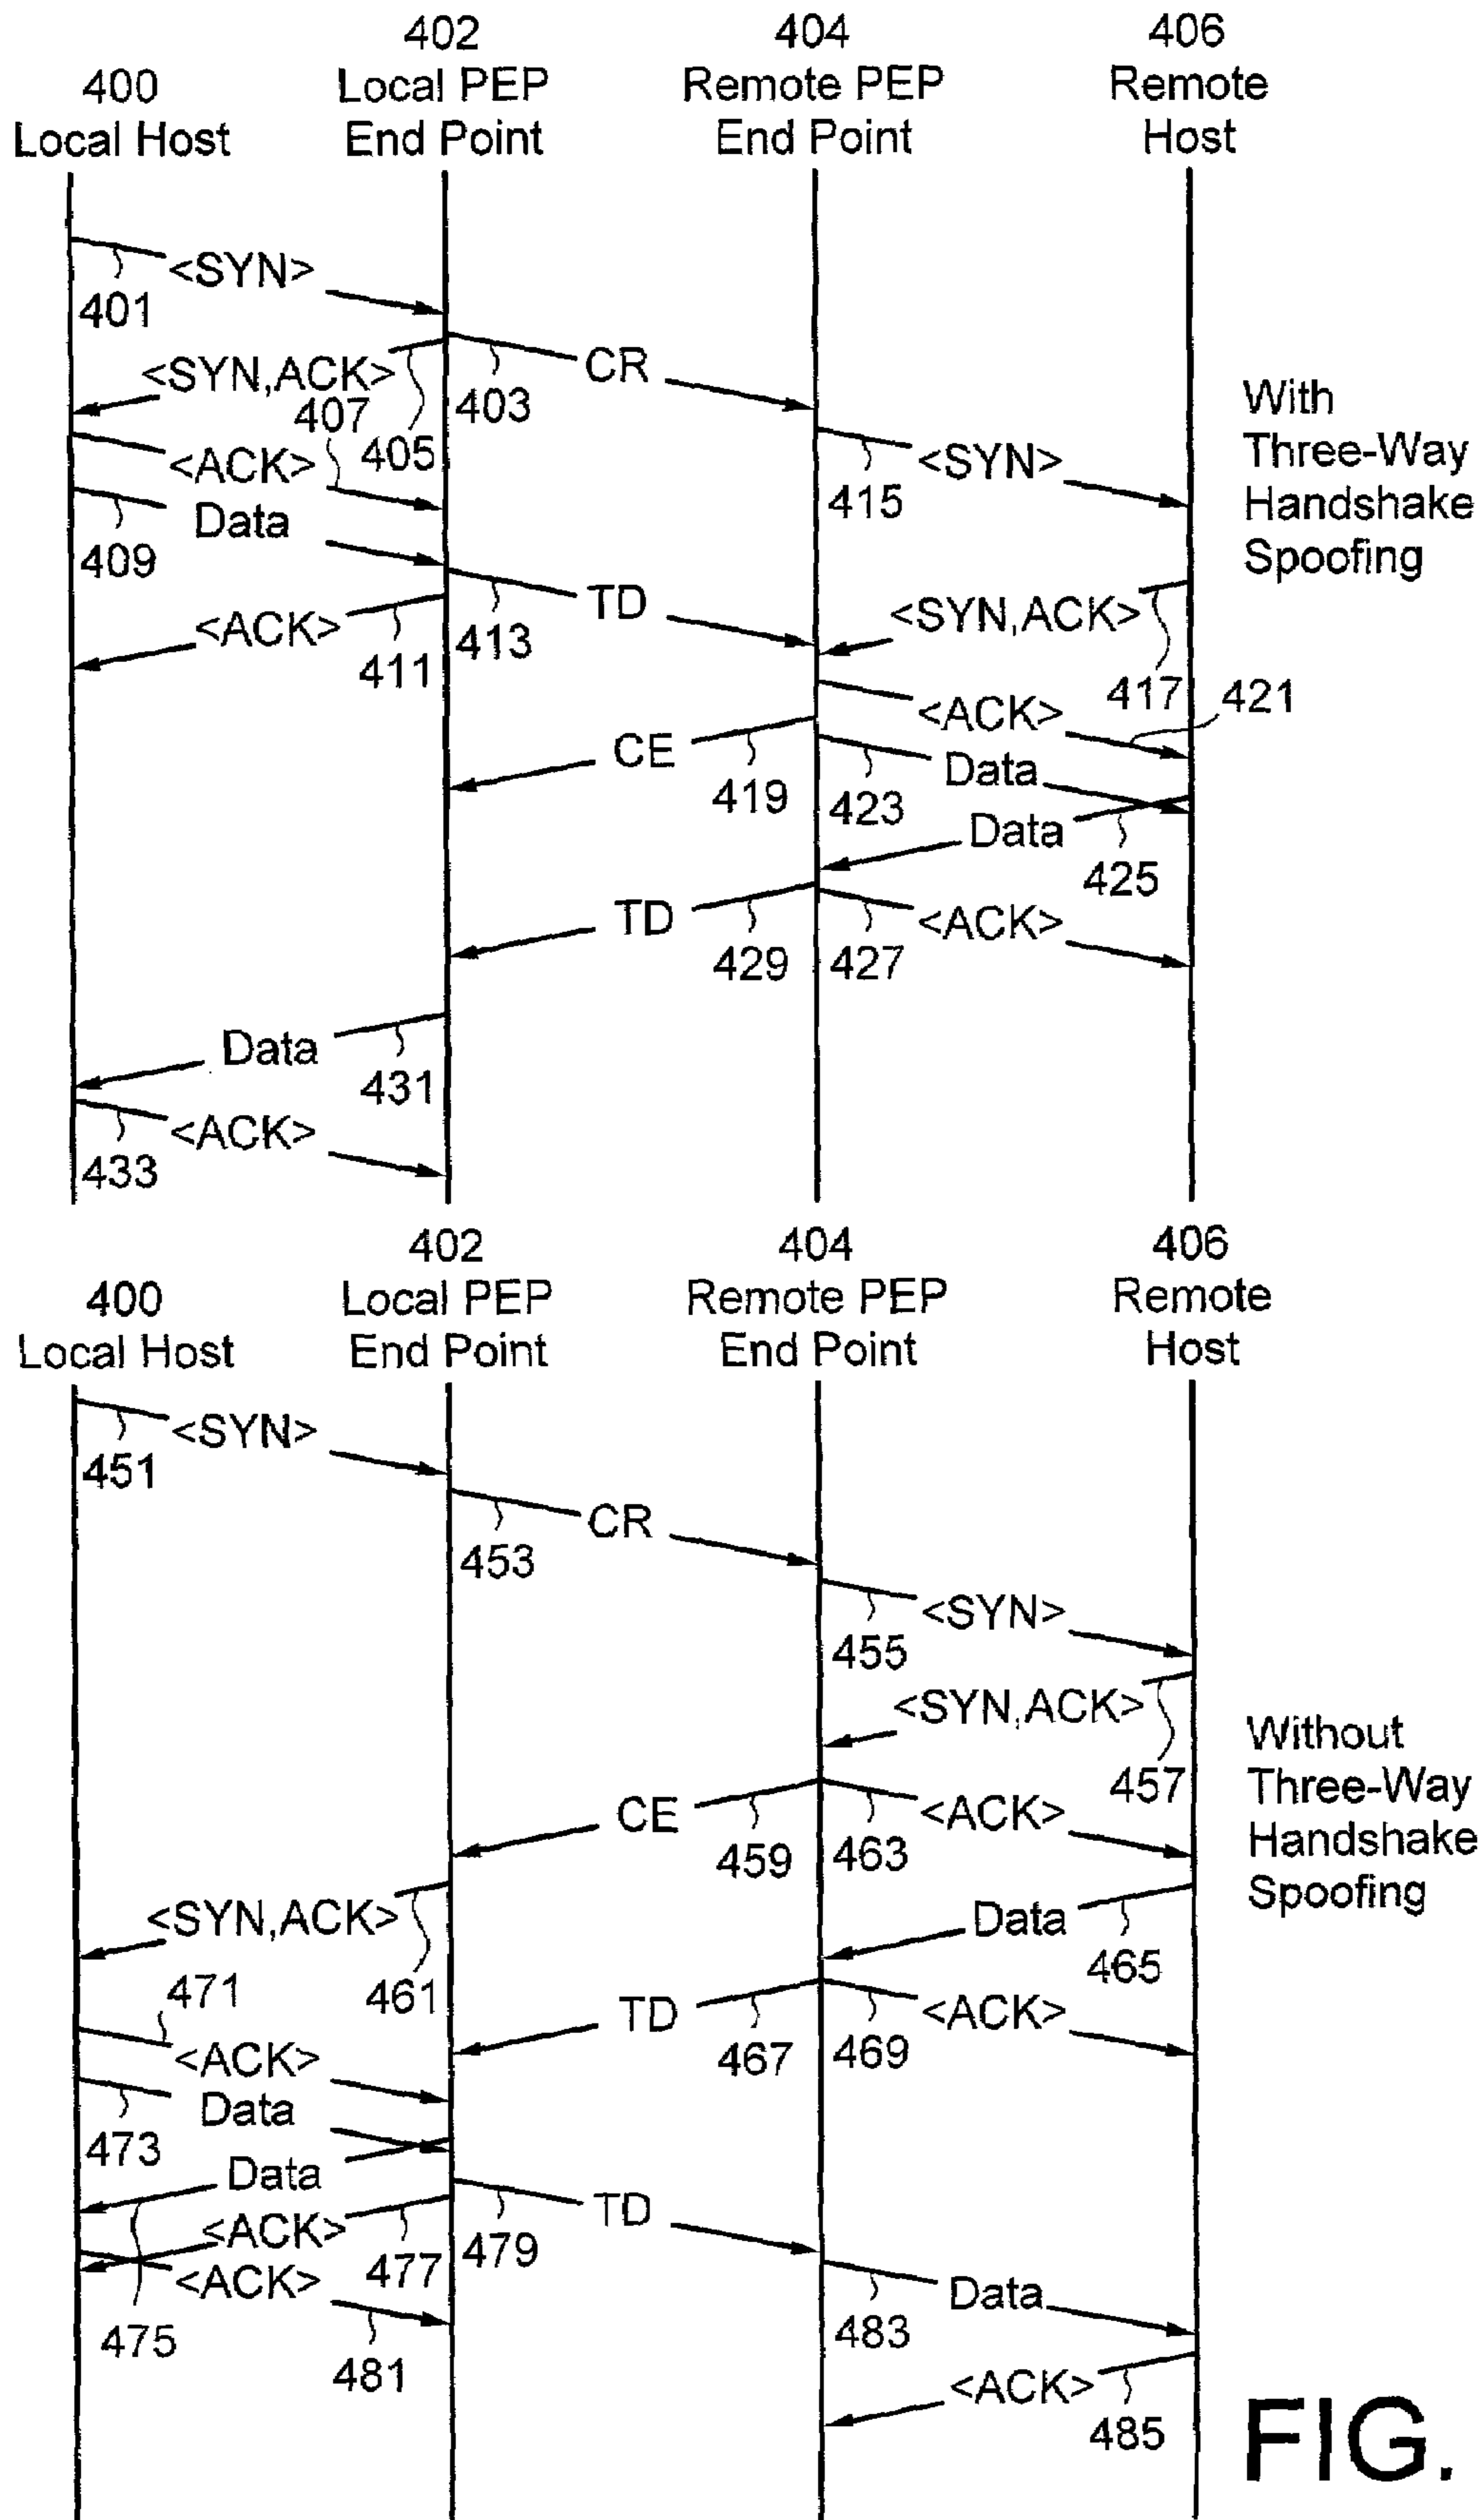 402
404
406
400
Local PEP
Remote PEP
Remote
Local Host
End Point
End Point
Host
<SYN>
401
<SYN,ACK>
CR
403
407
405
<ACK>
<SYN>
415
With
Three-Way
Handshake
Spoofing
Data
409
TD
413
<ACK>
411
<SYN,ACK>
417
421
<ACK>
CE
419
423
Data
Data
425
TD
429
427
<ACK>
Data
431
<ACK>
433
402
404
406
400
Local PEP
Remote PEP
Remote
Local Host
End Point
End Point
Host
<SYN>
451
CR
453
<SYN>
455
<SYN,ACK>
457
Without
Three-Way
Handshake
Spoofing
CE
459
463
<ACK>
<SYN,ACK>
461
Data
465
471
TD
467
469
<ACK>
<ACK>
Data
473
Data
TD
479
<ACK>
477
<ACK>
475
481
Data
483
<ACK>
485
FIG.